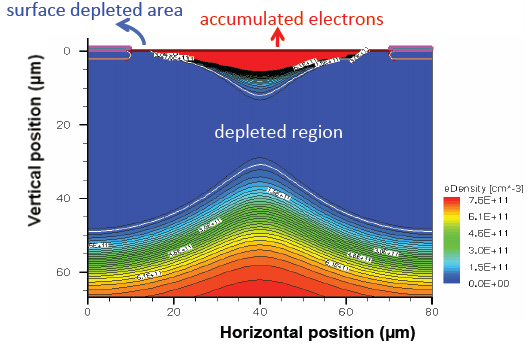 surface depleted area
accumulated electrons
0
20
40
60
Vertical position (µm)
depleted region
eDensity [cm^-3]
7.6E+11
6.1E+11
4.5E+11
3.0E+11
1.5E+11
0.0E+00
0
20
40
60
80
Horizontal position (µm)